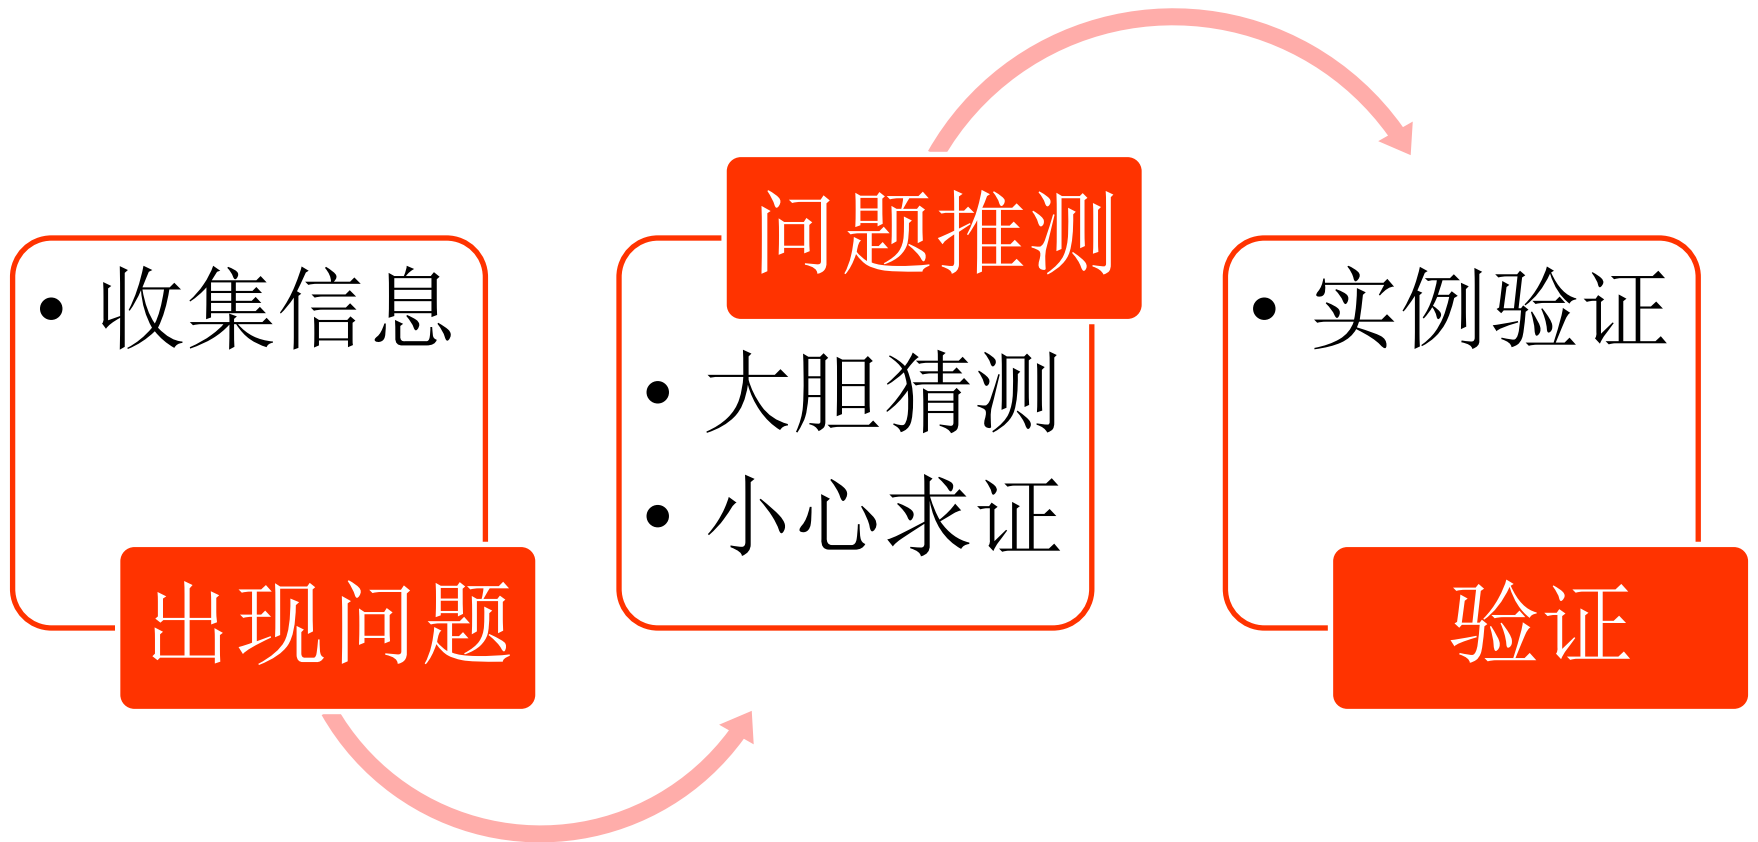 • 收集信息
出现问题
问题推测
• 大胆猜测
• 小心求证
• 实例验证
验证